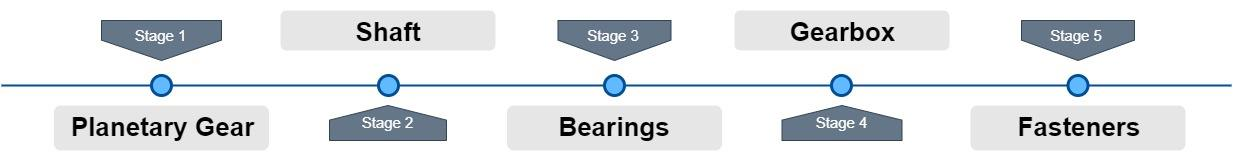 Stage 1
Planetary Gear
Shaft
Stage 2
Stage 3
Bearings
Gearbox
Stage 4
Stage 5
Fasteners